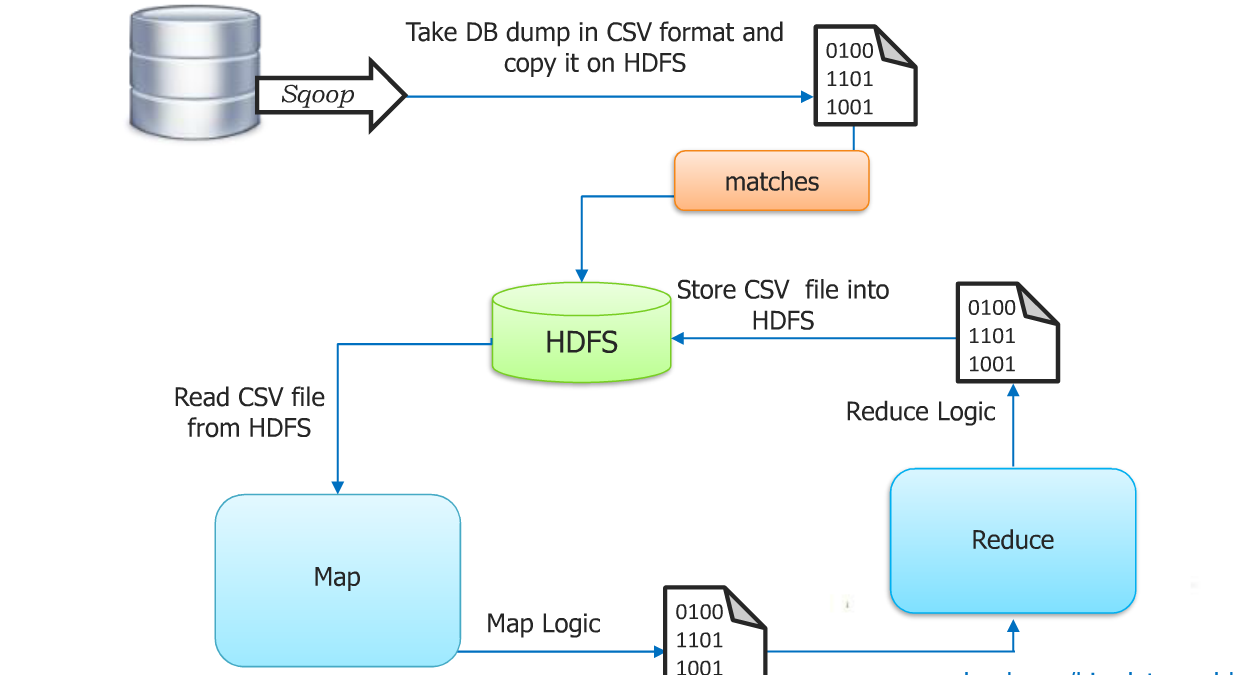 Take DB dump in CSV format and
copy it on HDFS
Sqoop
0100
1101
1001
matches
Store CSV file into
HDFS
HDFS
0100
1101
1001
Read CSV file
from HDFS
Reduce Logic
Map
Reduce
Map Logic
0100
1101
1001